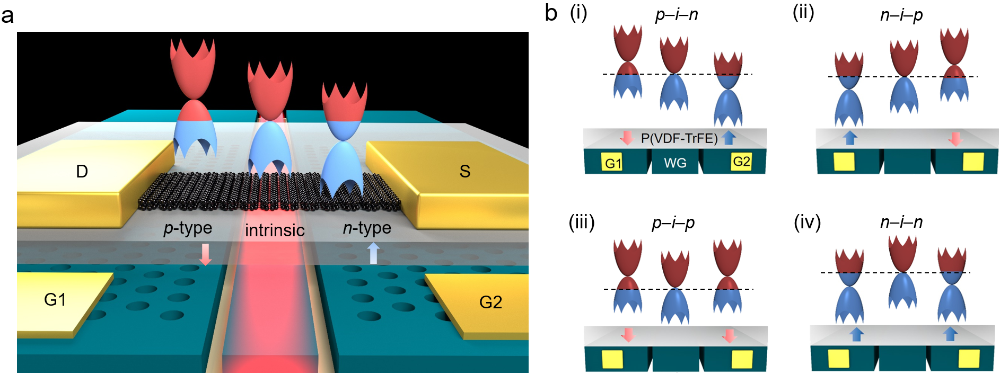 a
D
S
p-type
intrinsic
n-type
G1
G2
b
(i)
p–i–n
P(VDF-TrFE)
G1
WG
G2
(ii)
n–i–p
(iii)
p–i–p
(iv)
n–i–n